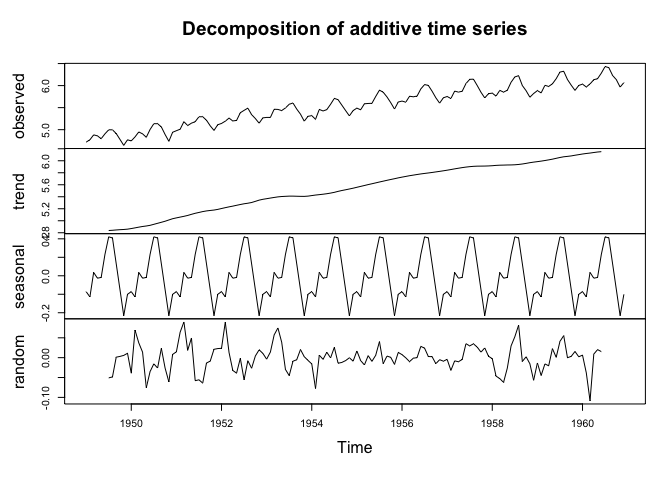 Decomposition of additive time series
observed
5.0 6.0
trend
4.8 5.2 5.6 6.0
seasonal
-0.2 0.0 0.2
random
-0.10 0.00
1950 1952 1954 1956 1958 1960
Time